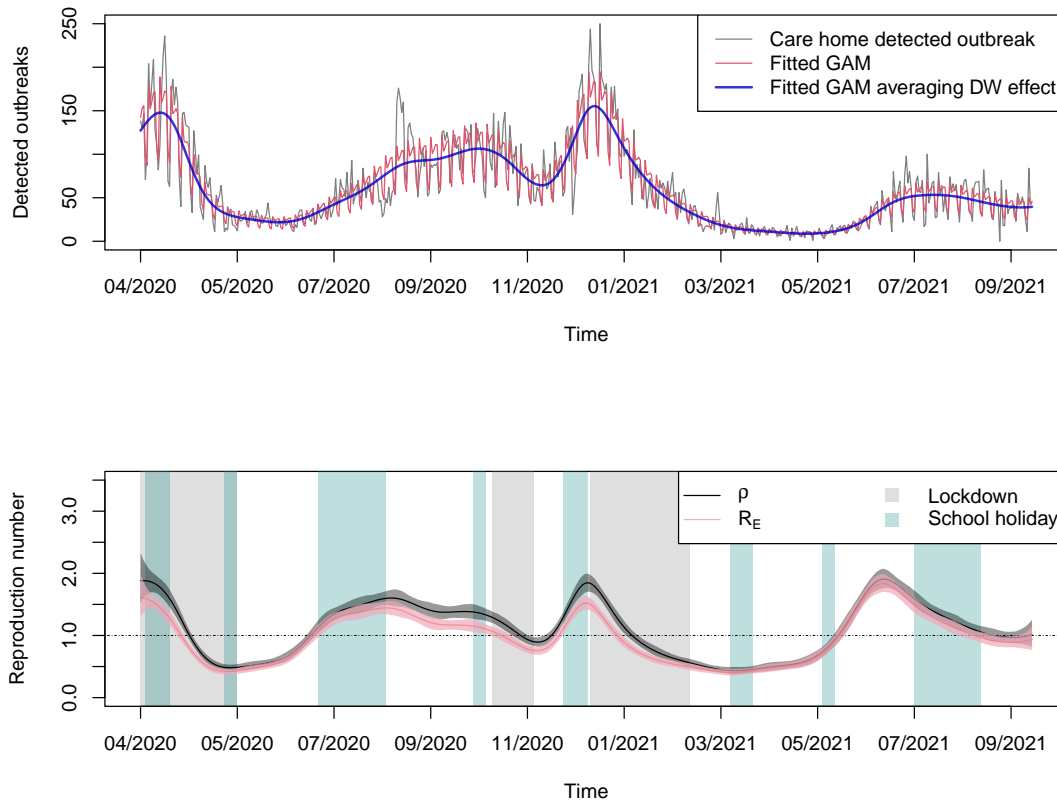 250
150
50
0
Detected outbreaks
Care home detected outbreak
Fitted GAM
Fitted GAM averaging DW effect
04/2020 05/2020 07/2020 09/2020 11/2020 01/2021 03/2021 05/2021 07/2021 09/2021
Time
3.0
2.0
1.0
0.0
Reproduction number
ρ Lockdown
R_E School holiday
04/2020 05/2020 07/2020 09/2020 11/2020 01/2021 03/2021 05/2021 07/2021 09/2021
Time